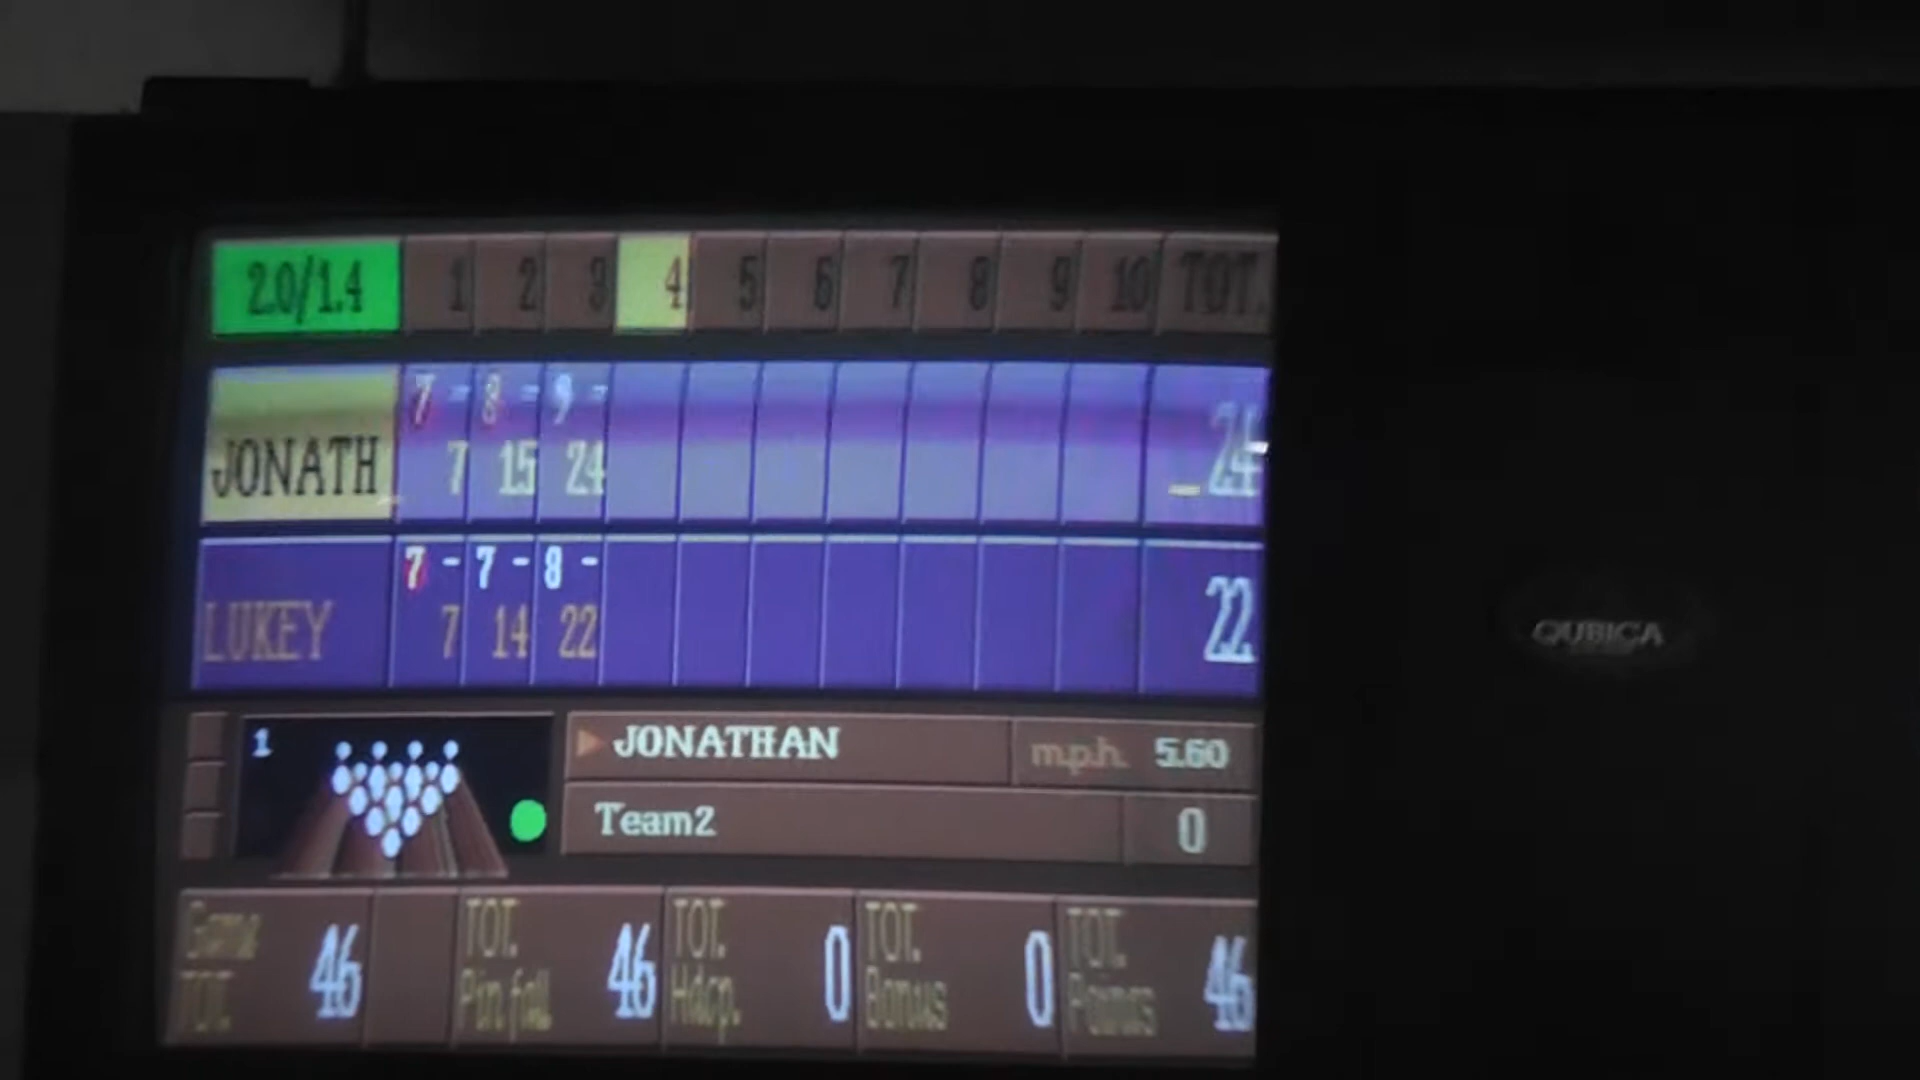 2.0/1.4 1 2 3 4 5 6 7 8 9 10 TOT.
7 - 8 - 9 -
JONATH 7 15 24 24
7 - 7 - 8 -
LUKEY 7 14 22 22
1
JONATHAN m.p.h. 5.60
Team2 0
Game TOT. 46
TOT. Pinfall 46
TOT. Hdcp. 0
TOT. Bonus 0
TOT. Points 46
QUBICA